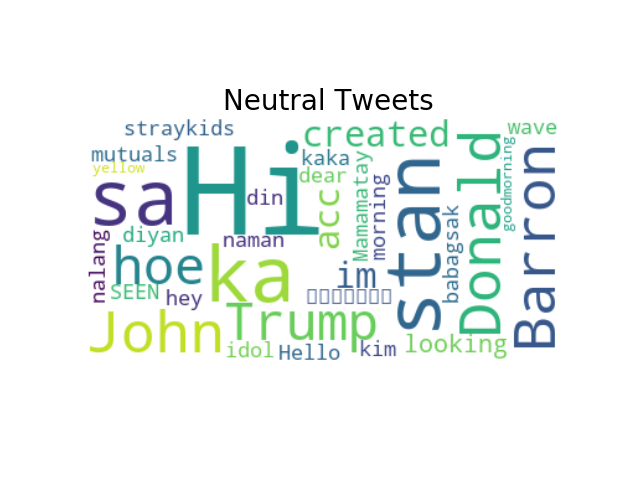 Neutral Tweets
straykids
created
wave
mutuals
Hi
kaka
yellow
dear
sa
din
acc
Mamamatay
morning
stan
babagsak
Donald
goodmorning
Barron
nalang
diyan
naman
hoe
ka
im
SEEN
hey
John
Trump
idol
Hello
kim
looking